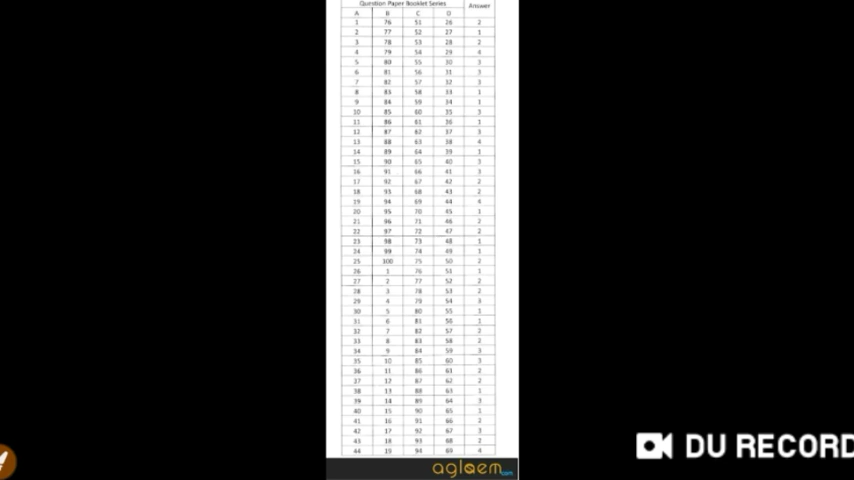 Question Paper Booklet Series Answer
A B C D
1 76 51 26 2
2 77 52 27 1
3 78 53 28 2
4 79 54 29 4
5 80 55 30 3
6 81 56 31 3
7 82 57 32 3
8 83 58 33 1
9 84 59 34 1
10 85 60 35 3
11 86 61 36 1
12 87 62 37 3
13 88 63 38 4
14 89 64 39 1
15 90 65 40 3
16 91 66 41 3
17 92 67 42 2
18 93 68 43 2
19 94 69 44 4
20 95 70 45 1
21 96 71 46 2
22 97 72 47 2
23 98 73 48 1
24 99 74 49 1
25 100 75 50 2
26 1 76 51 1
27 2 77 52 2
28 3 78 53 2
29 4 79 54 3
30 5 80 55 1
31 6 81 56 1
32 7 82 57 2
33 8 83 58 2
34 9 84 59 3
35 10 85 60 3
36 11 86 61 2
37 12 87 62 2
38 13 88 63 1
39 14 89 64 3
40 15 90 65 1
41 16 91 66 2
42 17 92 67 3
43 18 93 68 2
44 19 94 69 4
aglasem.com
DU RECORD